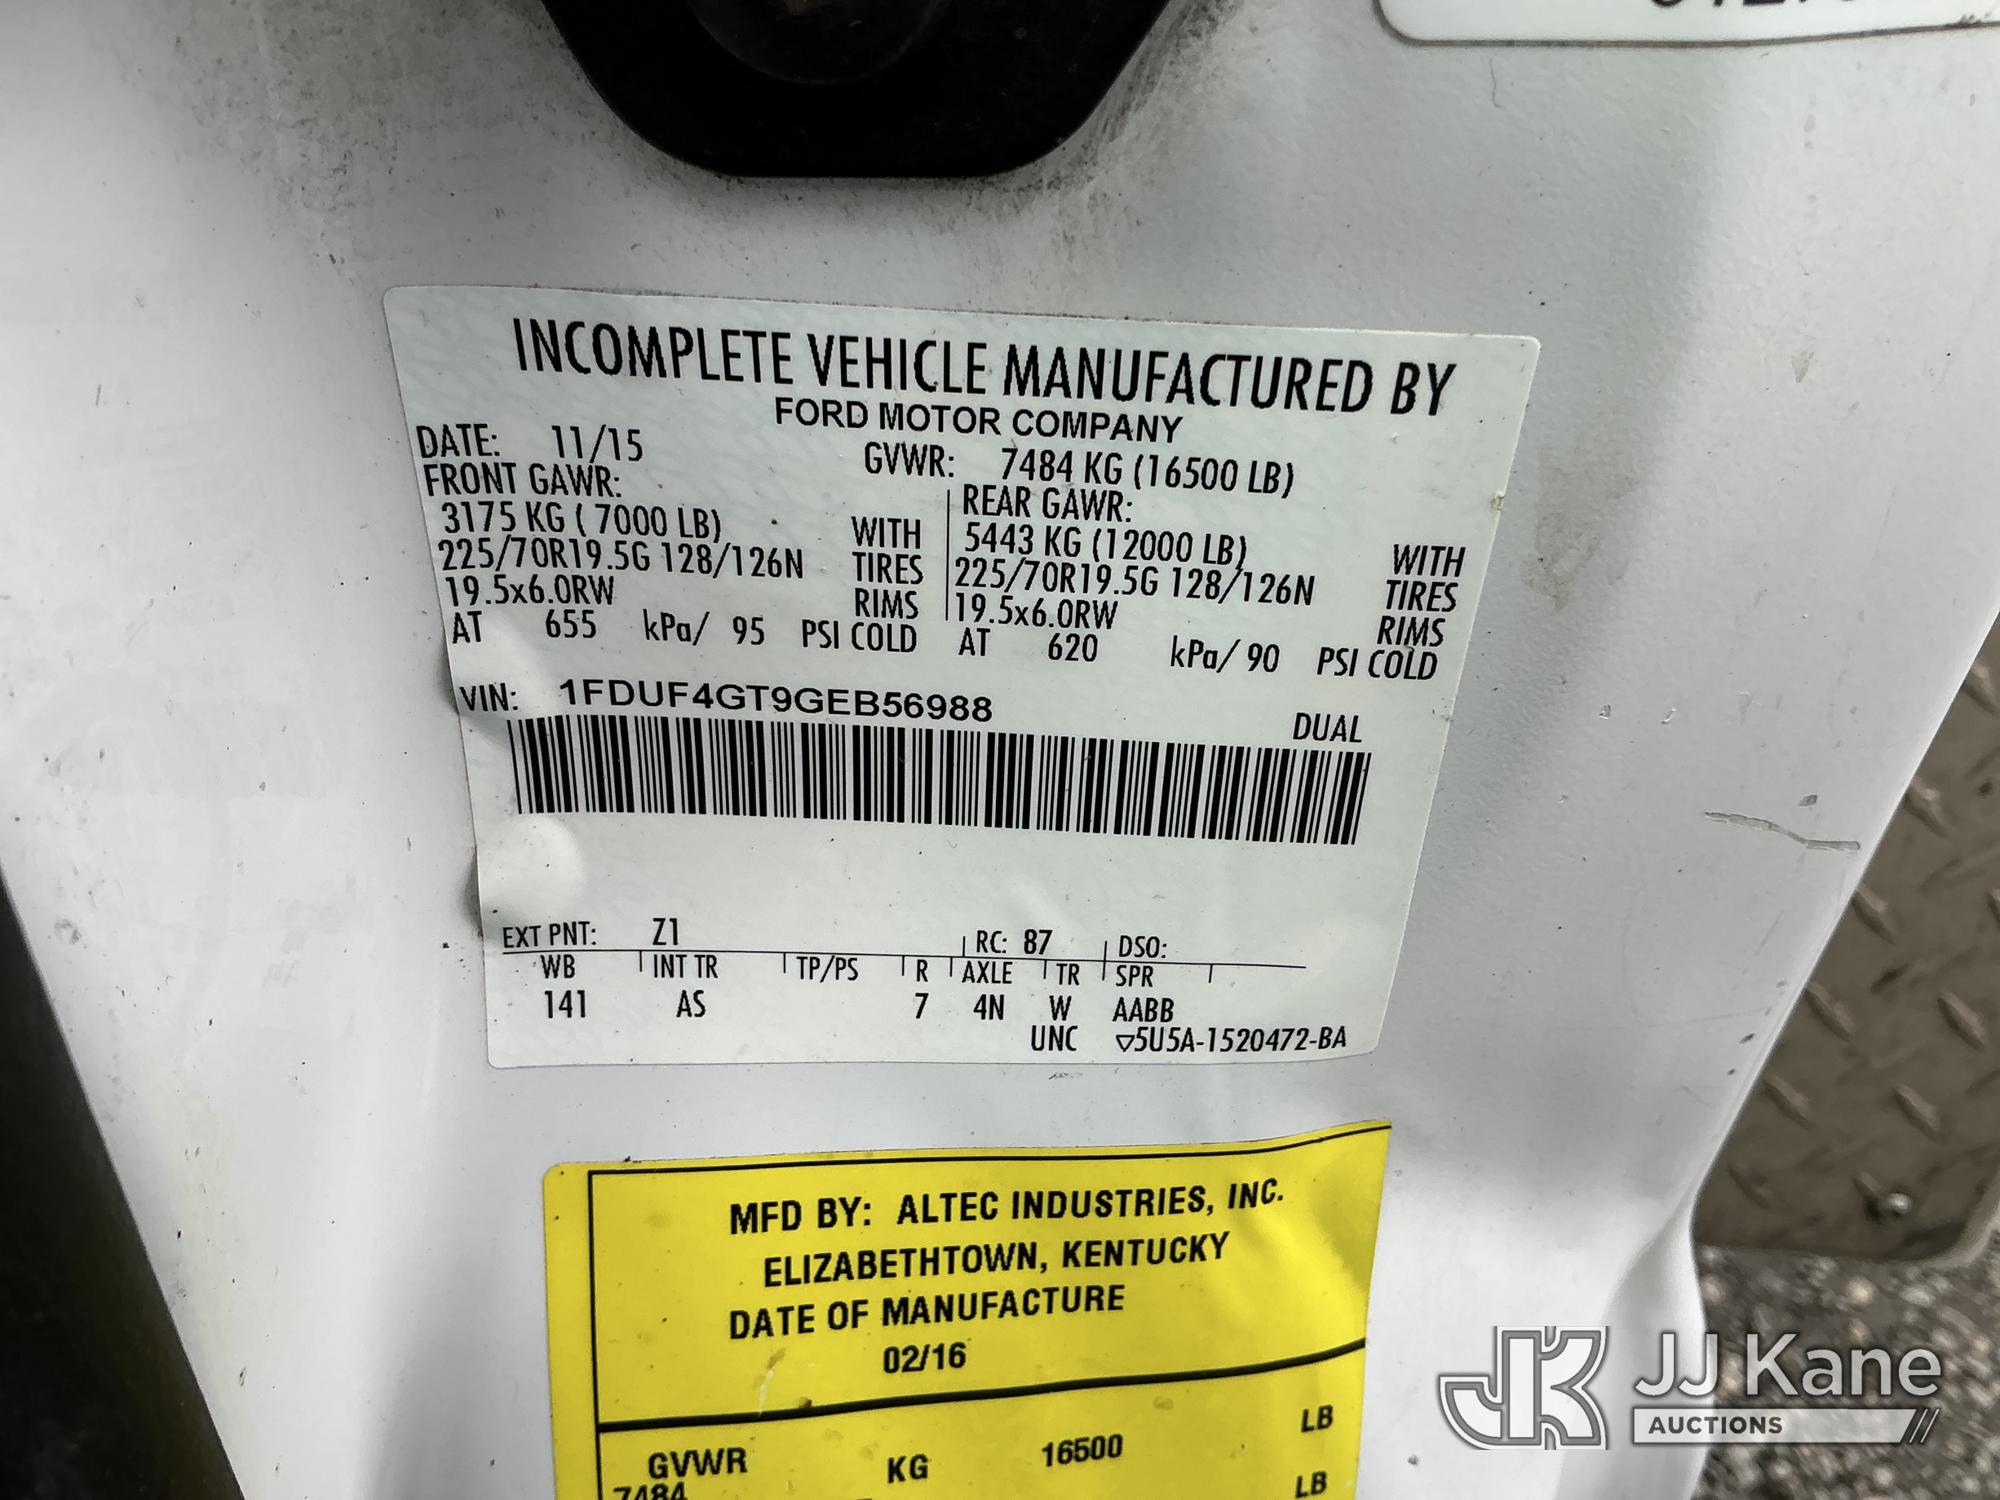 INCOMPLETE VEHICLE MANUFACTURED BY
FORD MOTOR COMPANY
DATE: 11/15 GVWR: 7484 KG (16500 LB)
FRONT GAWR: REAR GAWR:
3175 KG ( 7000 LB) WITH 5443 KG (12000 LB) WITH
225/70R19.5G 128/126N TIRES 225/70R19.5G 128/126N TIRES
19.5x6.0RW RIMS 19.5x6.0RW RIMS
AT 655 kPa/ 95 PSI COLD AT 620 kPa/ 90 PSI COLD
VIN: 1FDUF4GT9GEB56988
DUAL
EXT PNT: Z1 RC: 87 DSO:
WB INT TR TP/PS R AXLE TR SPR
141 AS 7 4N W AABB
UNC ▽5U5A-1520472-BA
MFD BY: ALTEC INDUSTRIES, INC.
ELIZABETHTOWN, KENTUCKY
DATE OF MANUFACTURE
02/16
GVWR KG 16500 LB
7484 LB
JK JJ Kane
AUCTIONS